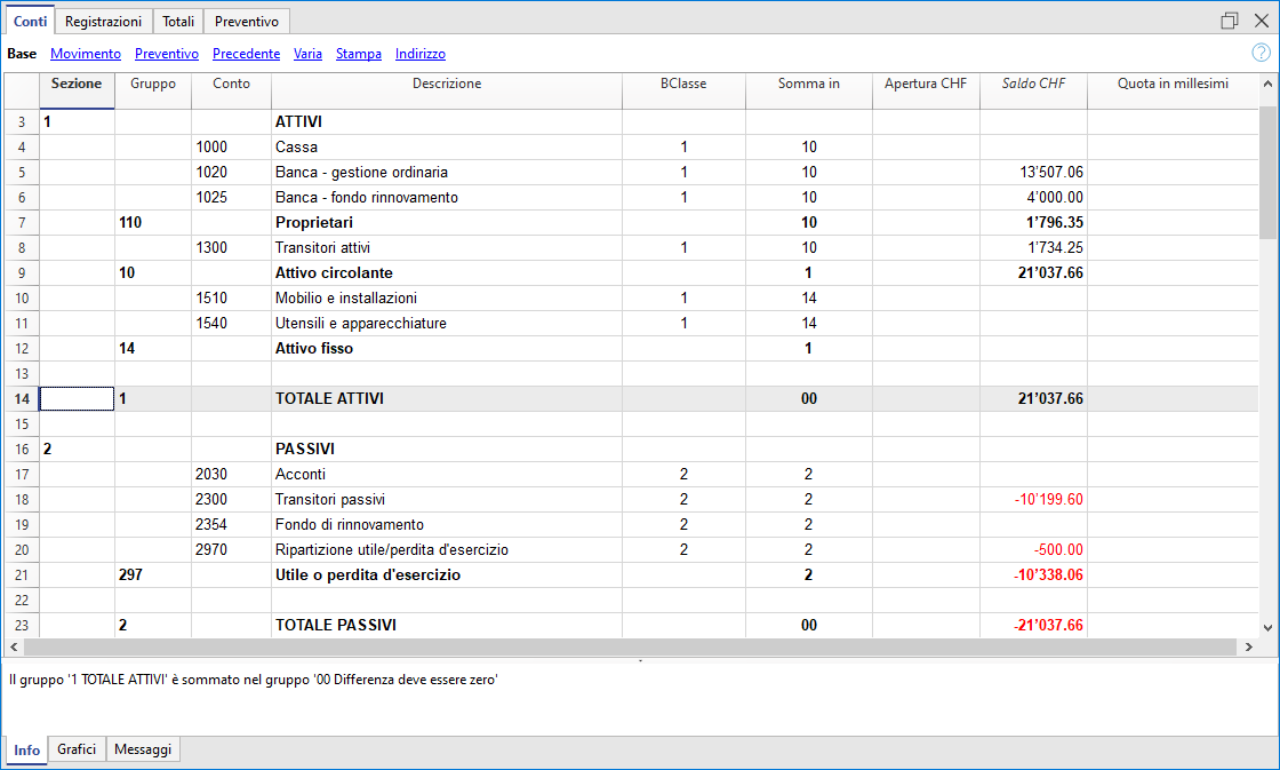 Conti Registrazioni Totali Preventivo
Base Movimento Preventivo Precedente Varia Stampa Indirizzo ?
Sezione Gruppo Conto Descrizione BClasse Somma in Apertura CHF Saldo CHF Quota in millesimi
3 1 ATTIVI
4 1000 Cassa 1 10
5 1020 Banca - gestione ordinaria 1 10 13'507.06
6 1025 Banca - fondo rinnovamento 1 10 4'000.00
7 110 Proprietari 10 1'796.35
8 1300 Transitori attivi 1 10 1'734.25
9 10 Attivo circolante 1 21'037.66
10 1510 Mobilio e installazioni 1 14
11 1540 Utensili e apparecchiature 1 14
12 14 Attivo fisso 1
13
14 1 TOTALE ATTIVI 00 21'037.66
15
16 2 PASSIVI
17 2030 Acconti 2 2
18 2300 Transitori passivi 2 2 -10'199.60
19 2354 Fondo di rinnovamento 2 2
20 2970 Ripartizione utile/perdita d'esercizio 2 2 -500.00
21 297 Utile o perdita d'esercizio 2 -10'338.06
22
23 2 TOTALE PASSIVI 00 -21'037.66
Il gruppo '1 TOTALE ATTIVI' è sommato nel gruppo '00 Differenza deve essere zero'
Info Grafici Messaggi